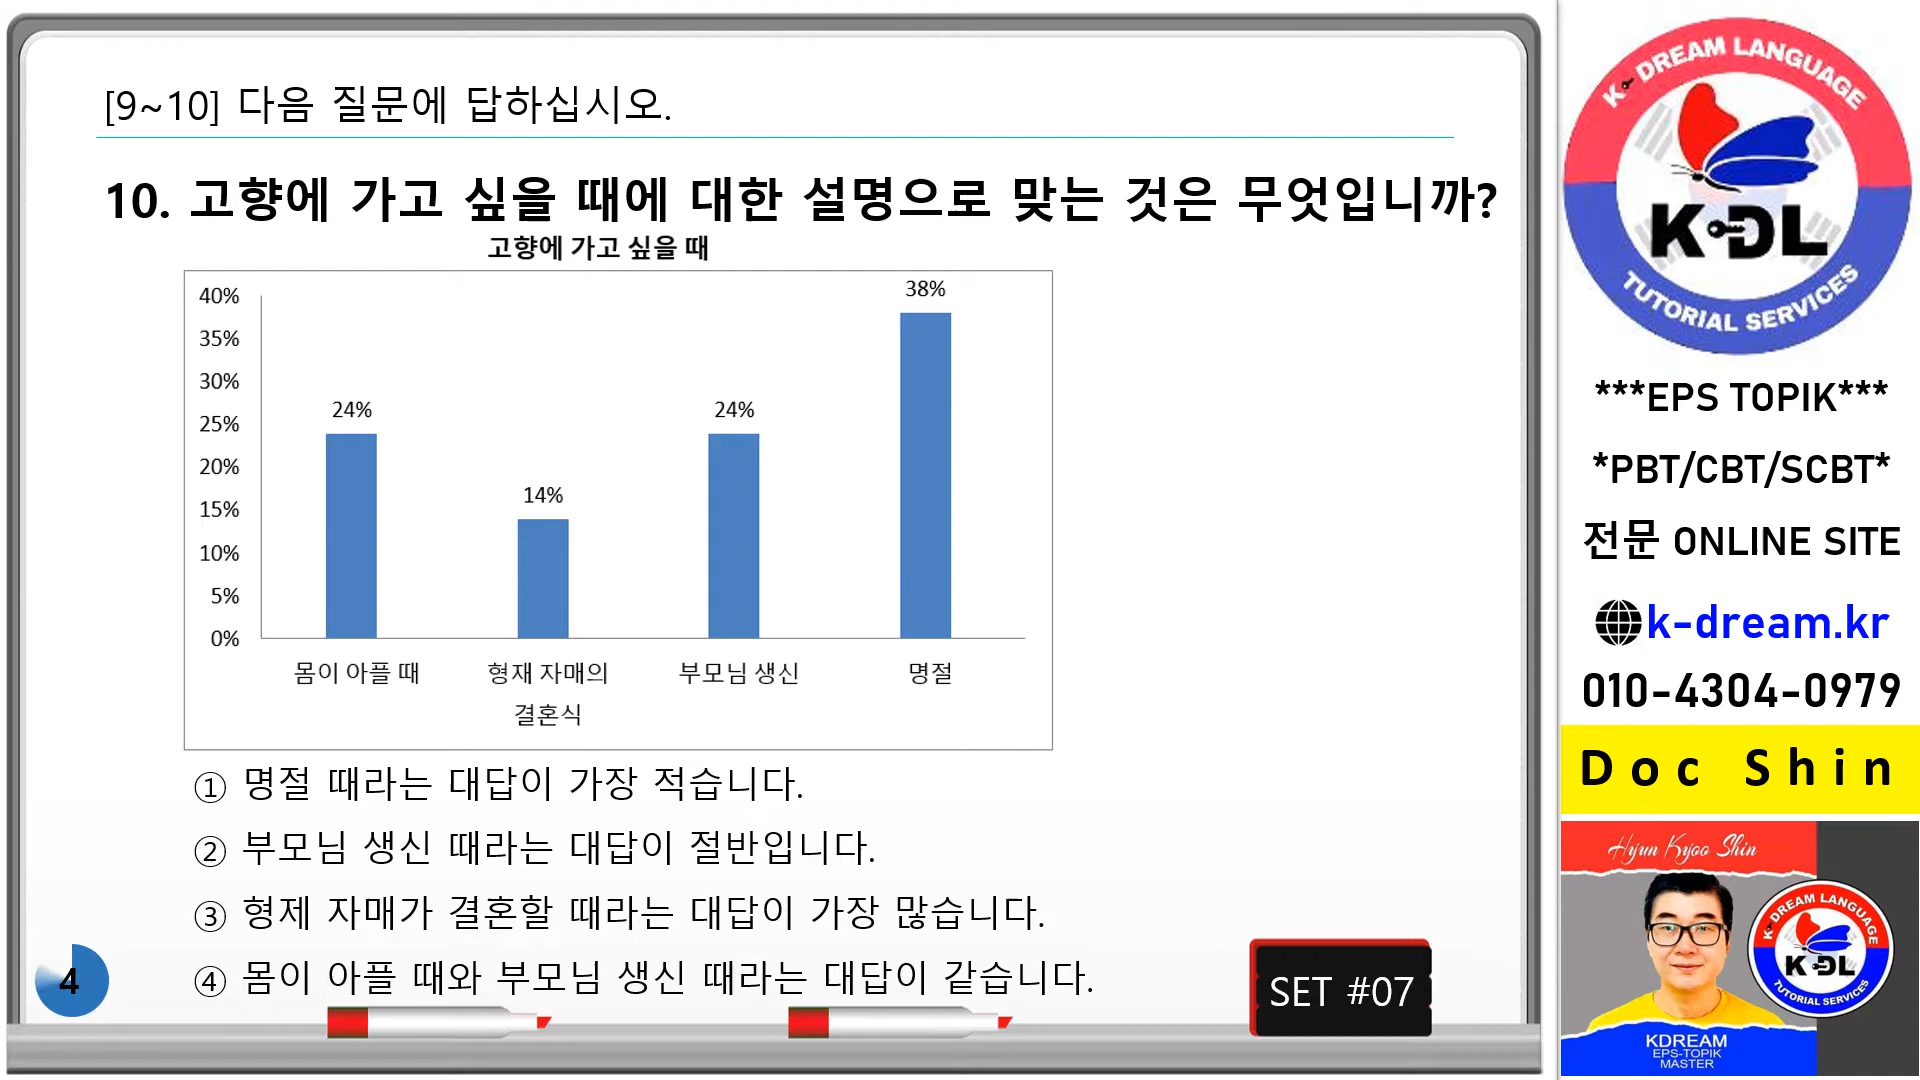 [9~10] 다음 질문에 답하십시오.
10. 고향에 가고 싶을 때에 대한 설명으로 맞는 것은 무엇입니까?
고향에 가고 싶을 때
40%
35%
30%
25%
20%
15%
10%
5%
0%
24%
14%
24%
38%
몸이 아플 때
형재 자매의
결혼식
부모님 생신
명절
① 명절 때라는 대답이 가장 적습니다.
② 부모님 생신 때라는 대답이 절반입니다.
③ 형제 자매가 결혼할 때라는 대답이 가장 많습니다.
④ 몸이 아플 때와 부모님 생신 때라는 대답이 같습니다.
4
SET #07
K DREAM LANGUAGE
K DL
TUTORIAL SERVICES
***EPS TOPIK***
*PBT/CBT/SCBT*
전문 ONLINE SITE
k-dream.kr
010-4304-0979
Doc Shin
Hyun Kyoo Shin
K DREAM LANGUAGE
K DL
TUTORIAL SERVICES
KDREAM
EPS-TOPIK
MASTER